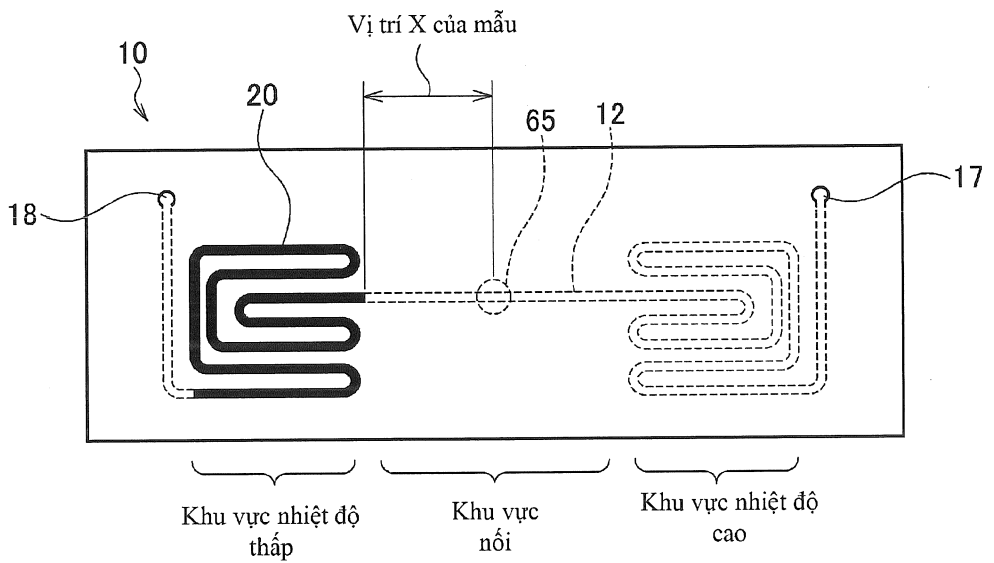 Vị trí X của mẫu
10
20
65
12
18
17
Khu vực nhiệt độ
thấp
Khu vực
nối
Khu vực nhiệt độ
cao